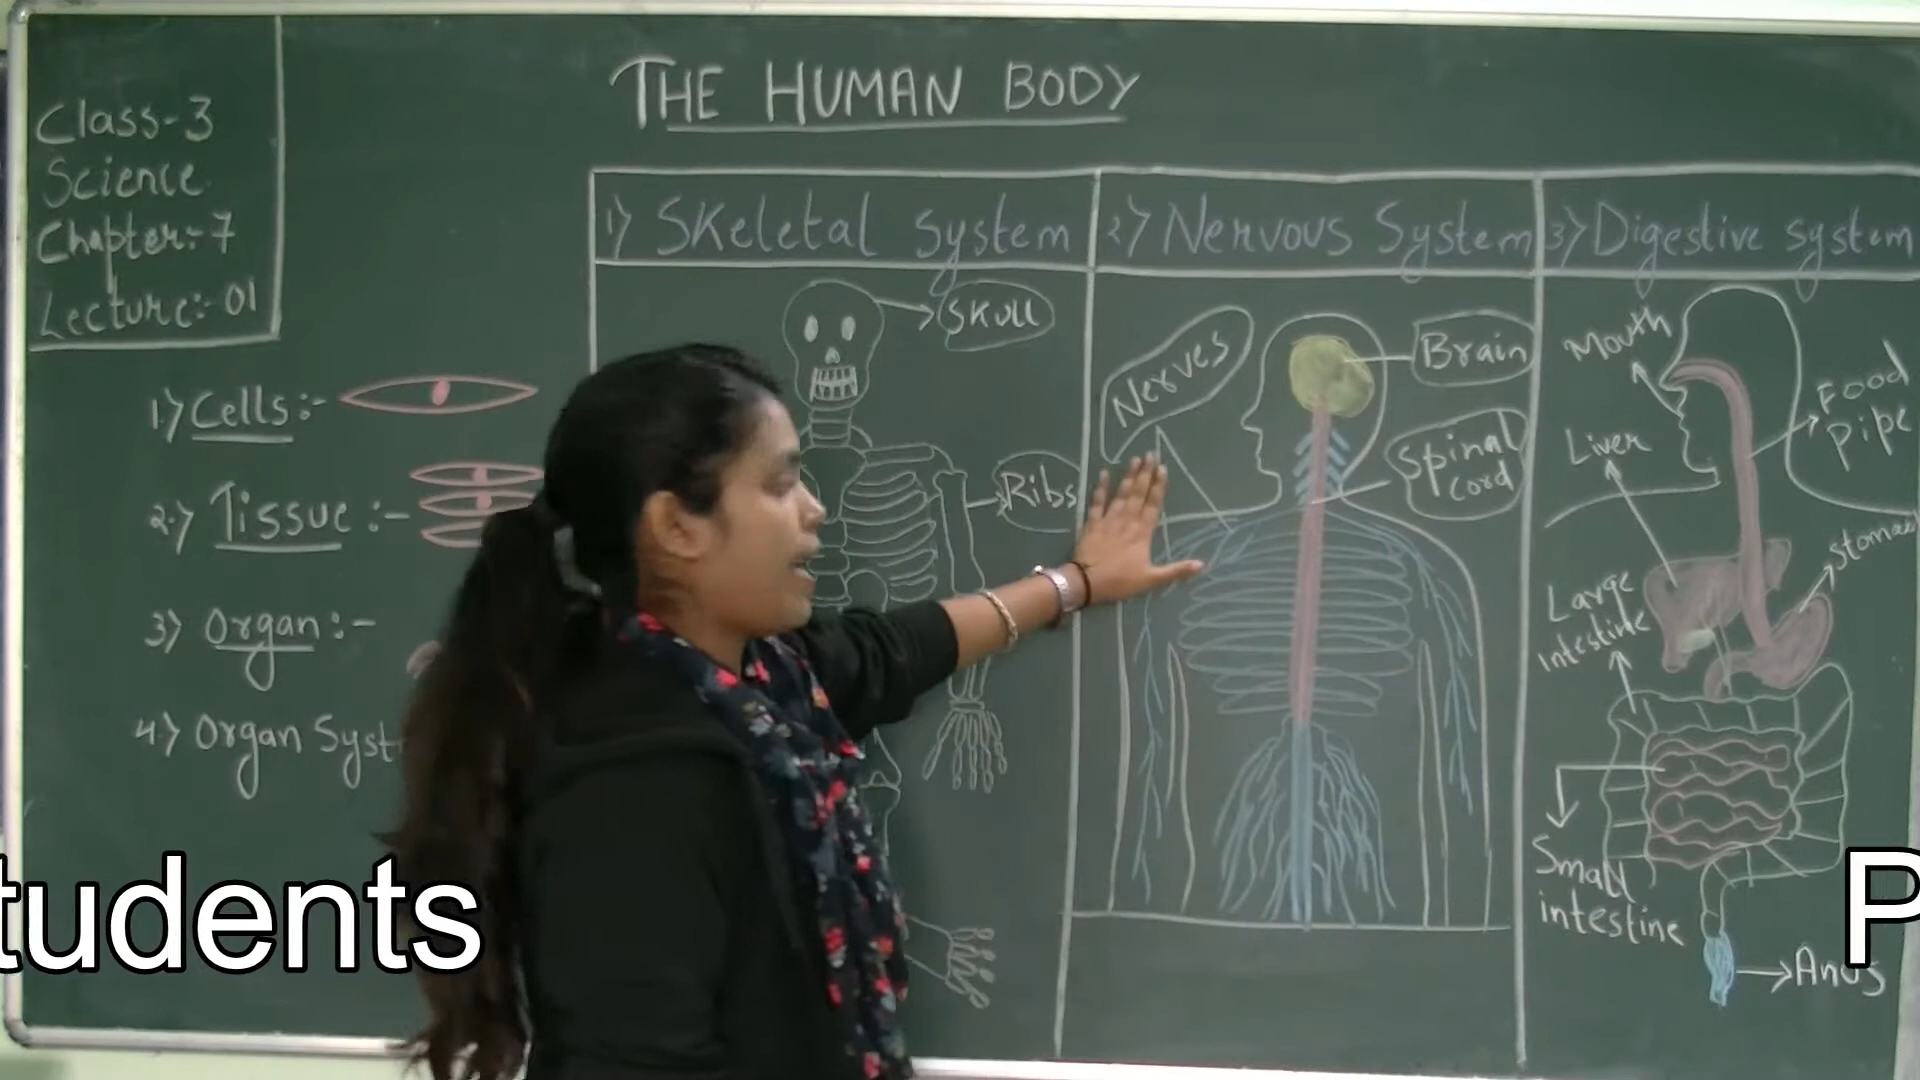 THE HUMAN BODY
Class-3
Science
Chapter:-7
Lecture:-01
1) Cells:-
2) Tissue:-
3) Organ:-
4) Organ Syst
1) Skeletal System
Skull
Ribs
2) Nervous System
Nerves
Brain
Spinal
cord
3) Digestive system
Mouth
Food
pipe
Liver
Stomach
Large
intestine
Small
intestine
Anus
tudents
P